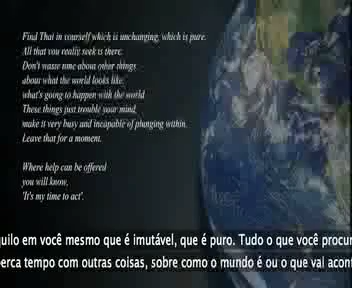 Find That in yourself which is unchanging, which is pure.
All that you really seek is there.
Don't waste time about other things,
about what the world looks like,
what's going to happen with the world
These things just trouble your mind,
make it very busy and incapable of plunging within.
Leave that for a moment.
Where help can be offered
you will know,
'It's my time to act'.
quilo em você mesmo que é imutável, que é puro. Tudo o que você procur
perca tempo com outras coisas, sobre como o mundo é ou o que vai acont